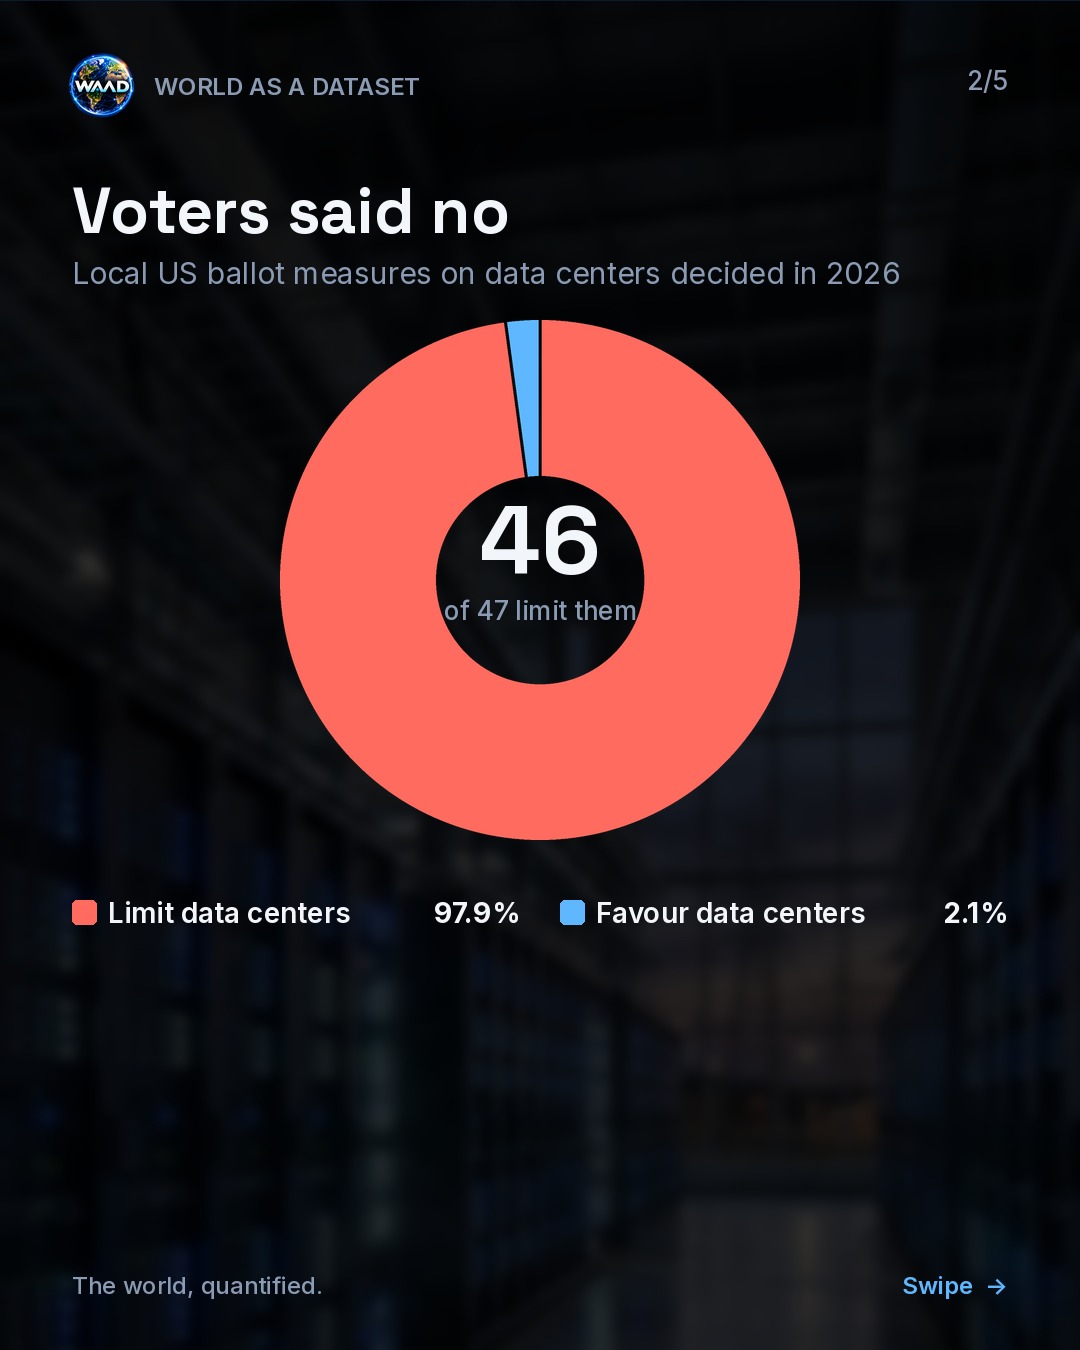 WAAD
WORLD AS A DATASET
2/5
Voters said no
Local US ballot measures on data centers decided in 2026
46
of 47 limit them
Limit data centers 97.9%
Favour data centers 2.1%
The world, quantified.
Swipe →